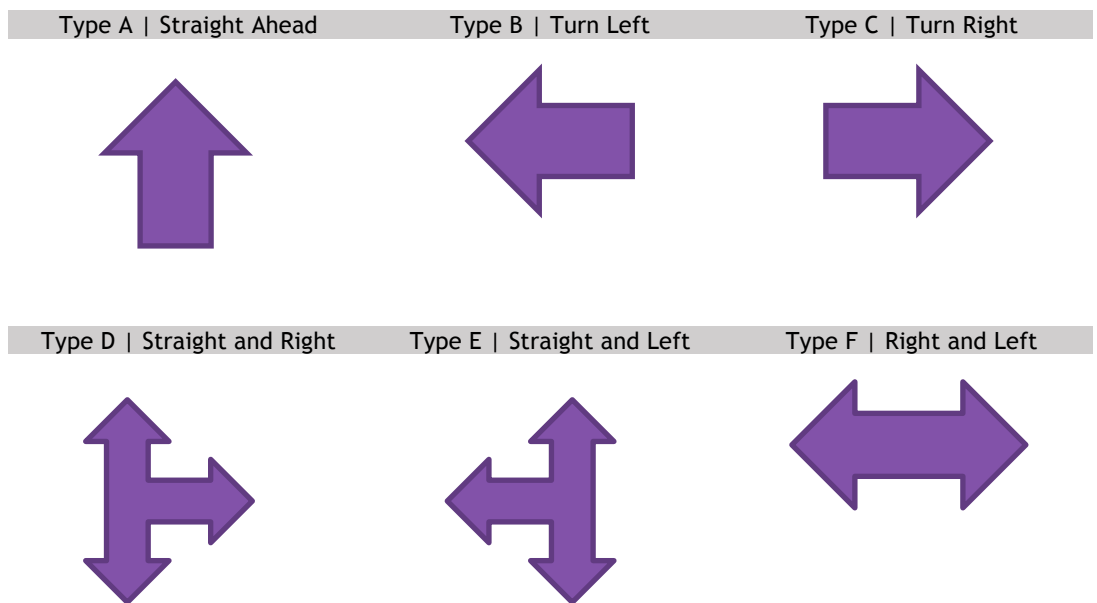 Type A | Straight Ahead
Type B | Turn Left
Type C | Turn Right
Type D | Straight and Right
Type E | Straight and Left
Type F | Right and Left